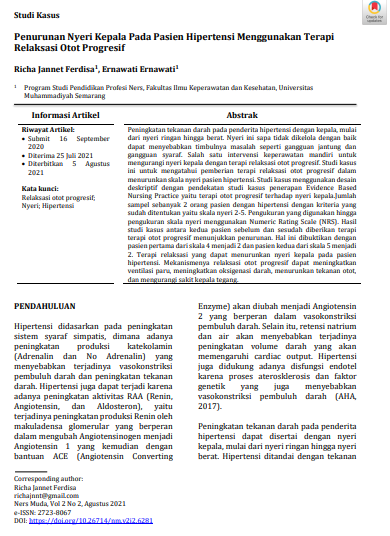 Studi Kasus
Penurunan Nyeri Kepala Pada Pasien Hipertensi Menggunakan Terapi
Relaksasi Otot Progresif
Richa Jannet Ferdisa¹, Ernawati Ernawati¹
¹ Program Studi Pendidikan Profesi Ners, Fakultas Ilmu Keperawatan dan Kesehatan, Universitas
Muhammadiyah Semarang
Informasi Artikel
Riwayat Artikel:
• Submit 16 September
2020
• Diterima 25 Juli 2021
• Diterbitkan 5 Agustus
2021
Kata kunci:
Relaksasi otot progresif;
Nyeri; Hipertensi
Abstrak
Peningkatan tekanan darah pada penderita hipertensi dengan kepala, mulai
dari nyeri ringan hingga berat. Nyeri ini sapa tidak dikelola dengan baik
dapat menyebabkan timbulnya masalah seperti gangguan jantung dan
gangguan syaraf. Salah satu intervensi keperawatan mandiri untuk
mengurangi nyeri kepala dengan terapi relaksasi otot progresif. Studi kasus
ini untuk mengatahui pemberian terapi relaksasi otot progresif dalam
menurunkan skala nyeri pasien hipertensi. Studi kasus menggunakan desain
deskriptif dengan pendekatan studi kasus penerapan Evidence Based
Nursing Practice yaitu terapi otot progresif terhadap nyeri kepala.Jumlah
sampel sebanyak 2 orang pasien dengan hipertensi dengan kriteria yang
sudah ditentukan yaitu skala nyeri 2-5. Pengukuran yang digunakan hingga
pengukuran skala nyeri menggunakan Numeric Rating Scale (NRS). Hasil
studi kasus antara kedua pasien sebelum dan sesudah diberikan terapi
terapi otot progresif menunjukkan penurunan. Hal ini dibuktikan dengan
pasien pertama dari skala 4 menjadi 2 dan pasien kedua dari skala 5 menjadi
2. Terapi relaksasi yang dapat menurunkan nyeri kepala pada pasien
hipertensi. Mekanismenya relaksasi otot progresif dapat meningkatkan
ventilasi paru, meningkatkan oksigenasi darah, menurunkan tekanan otot,
dan mengurangi sakit kepala tegang.
PENDAHULUAN
Hipertensi didasarkan pada peningkatan
sistem syaraf simpatis, dimana adanya
peningkatan produksi katekolamin
(Adrenalin dan No Adrenalin) yang
menyebabkan terjadinya vasokonstriksi
pembuluh darah dan peningkatan tekanan
darah. Hipertensi juga dapat terjadi karena
adanya peningkatan aktivitas RAA (Renin,
Angiotensin, dan Aldosteron), yaitu
terjadinya peningkatan produksi Renin oleh
makuladensa glomerular yang berperan
dalam mengubah Angiotensinogen menjadi
Angiotensin 1 yang kemudian dengan
bantuan ACE (Angiotensin Converting
Enzyme) akan diubah menjadi Angiotensin
2 yang berperan dalam vasokonstriksi
pembuluh darah. Selain itu, retensi natrium
dan air akan menyebabkan terjadinya
peningkatan volume darah yang akan
memengaruhi cardiac output. Hipertensi
juga didukung adanya disfungsi endotel
karena proses aterosklerosis dan faktor
genetik yang juga menyebabkan
vasokonstriksi pembuluh darah (AHA,
2017).
Peningkatan tekanan darah pada penderita
hipertensi dapat disertai dengan nyeri
kepala, mulai dari nyeri ringan hingga nyeri
berat. Hipertensi ditandai dengan tekanan
Corresponding author:
Richa Jannet Ferdisa
richajnnt@gmail.com
Ners Muda, Vol 2 No 2, Agustus 2021
e-ISSN: 2723-8067
DOI: https://doi.org/10.26714/nm.v2i2.6281